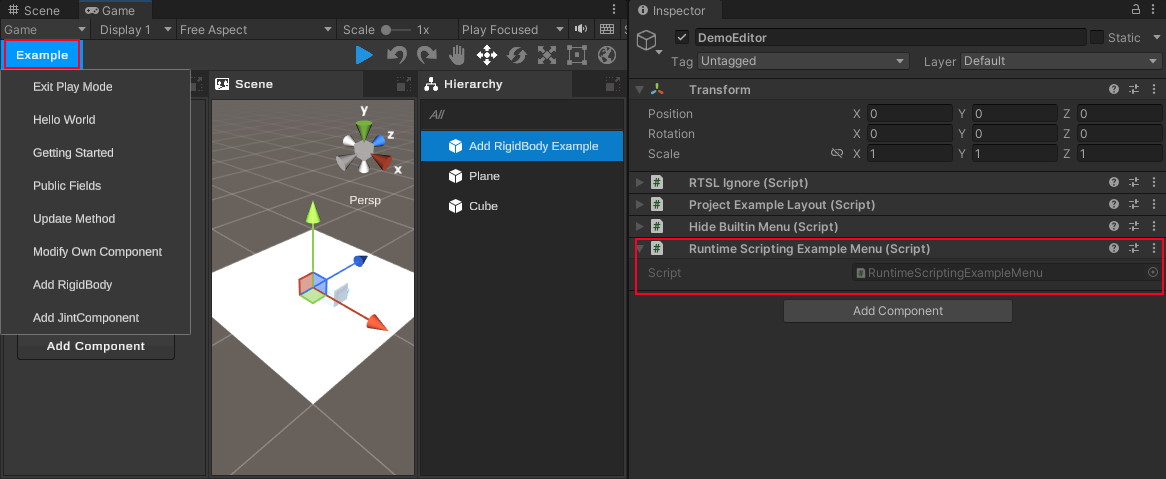 Scene
Game
Game
Display 1
Free Aspect
Scale
1x
Play Focused
S
Example
Exit Play Mode
Hello World
Getting Started
Public Fields
Update Method
Modify Own Component
Add RigidBody
Add JintComponent
Add Component
Scene
y
z
x
Persp
Hierarchy
All
Add RigidBody Example
Plane
Cube
Inspector
DemoEditor
Static
Tag Untagged
Layer Default
Transform
Position X 0 Y 0 Z 0
Rotation X 0 Y 0 Z 0
Scale X 1 Y 1 Z 1
RTSL Ignore (Script)
Project Example Layout (Script)
Hide Builtin Menu (Script)
Runtime Scripting Example Menu (Script)
Script RuntimeScriptingExampleMenu
Add Component